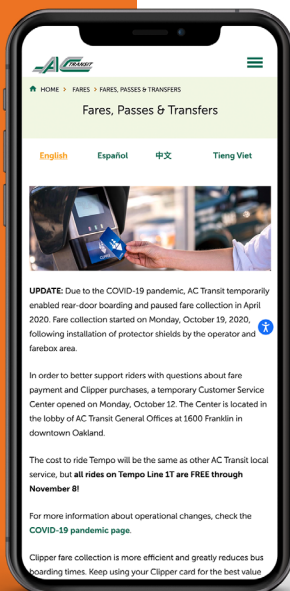 AC TRANSIT
HOME > FARES > FARES, PASSES & TRANSFERS
Fares, Passes & Transfers
English Español 中文 Tieng Viet
UPDATE: Due to the COVID-19 pandemic, AC Transit temporarily
enabled rear-door boarding and paused fare collection in April
2020. Fare collection started on Monday, October 19, 2020,
following installation of protector shields by the operator and
farebox area.
In order to better support riders with questions about fare
payment and Clipper purchases, a temporary Customer Service
Center opened on Monday, October 12. The Center is located in
the lobby of AC Transit General Offices at 1600 Franklin in
downtown Oakland.
The cost to ride Tempo will be the same as other AC Transit local
service, but all rides on Tempo Line 1T are FREE through
November 8!
For more information about operational changes, check the
COVID-19 pandemic page.
Clipper fare collection is more efficient and greatly reduces bus
boarding times. Keep using your Clipper card for the best value